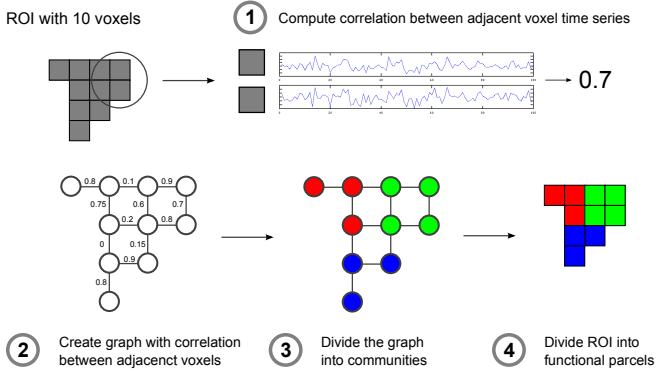 ROI with 10 voxels
1 Compute correlation between adjacent voxel time series
0.7
0.8 0.1 0.9
0.75 0.6 0.7
0.2 0.8
0 0.15
0.9
0.8
2 Create graph with correlation
between adjacenct voxels
3 Divide the graph
into communities
4 Divide ROI into
functional parcels